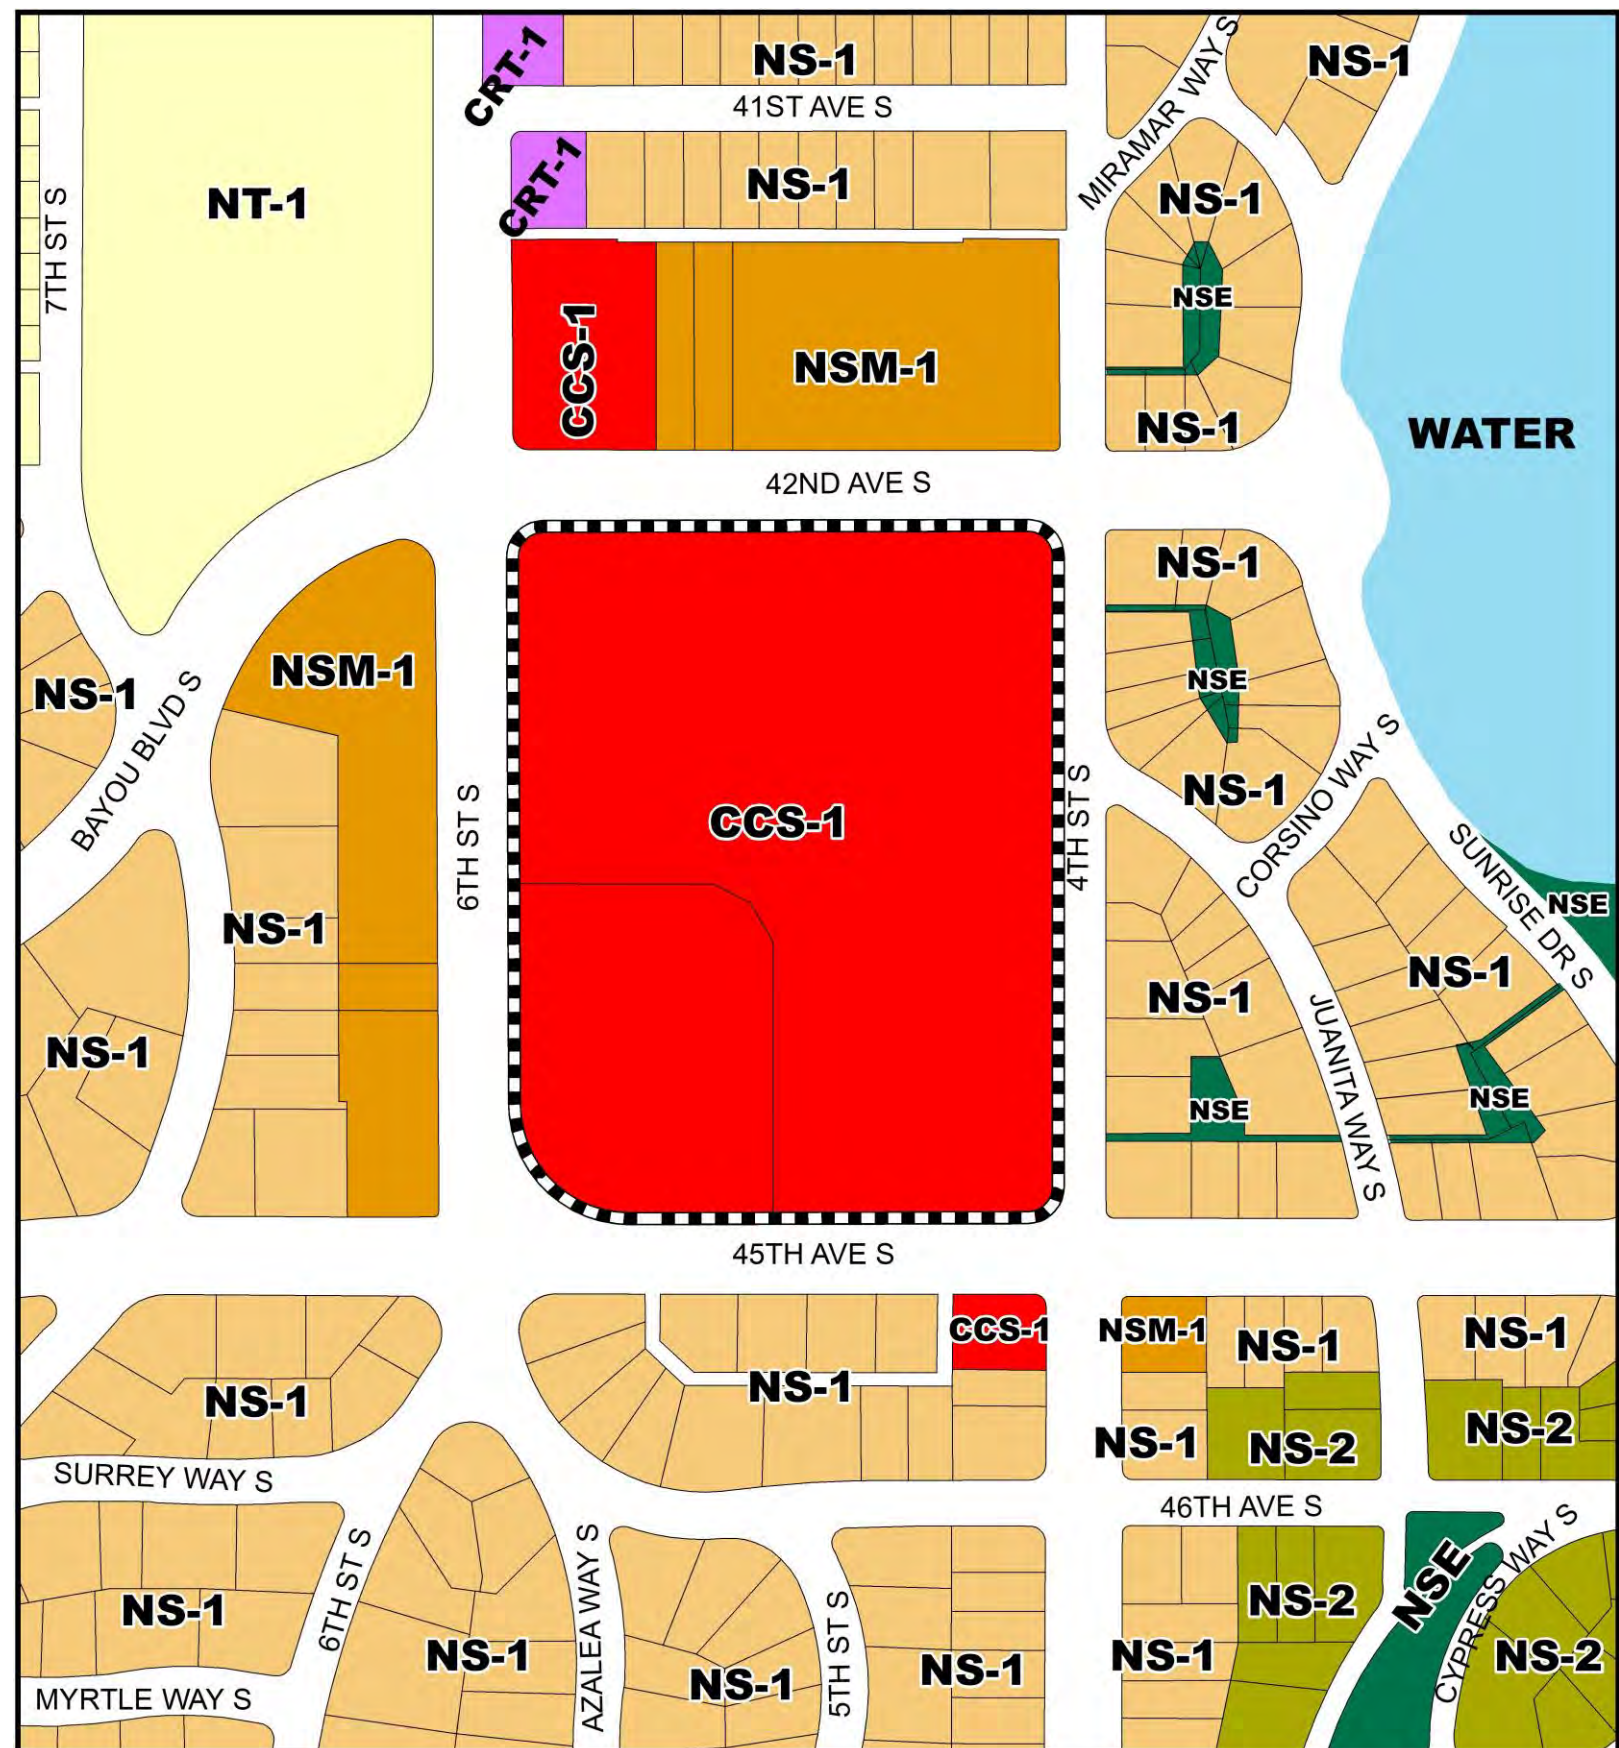 CRT-1
NS-1
NS-1
41ST AVE S
MIRAMAR WAY S
CRT-1
NS-1
NS-1
NT-1
7TH ST S
NSE
CCS-1
NSM-1
NS-1
WATER
42ND AVE S
NS-1
NSM-1
NS-1
NSE
BAYOU BLVD S
NS-1
CORSINO WAY S
6TH ST S
CCS-1
4TH ST S
SUNRISE DR S
NSE
NS-1
NS-1
NS-1
NS-1
JUANITA WAY S
NSE
NSE
45TH AVE S
CCS-1
NSM-1
NS-1
NS-1
NS-1
NS-1
NS-1
NS-2
NS-2
SURREY WAY S
46TH AVE S
6TH ST S
AZALEA WAY S
5TH ST S
NSE
CYPRESS WAY S
NS-1
NS-2
NS-1
NS-1
NS-1
NS-1
NS-2
MYRTLE WAY S